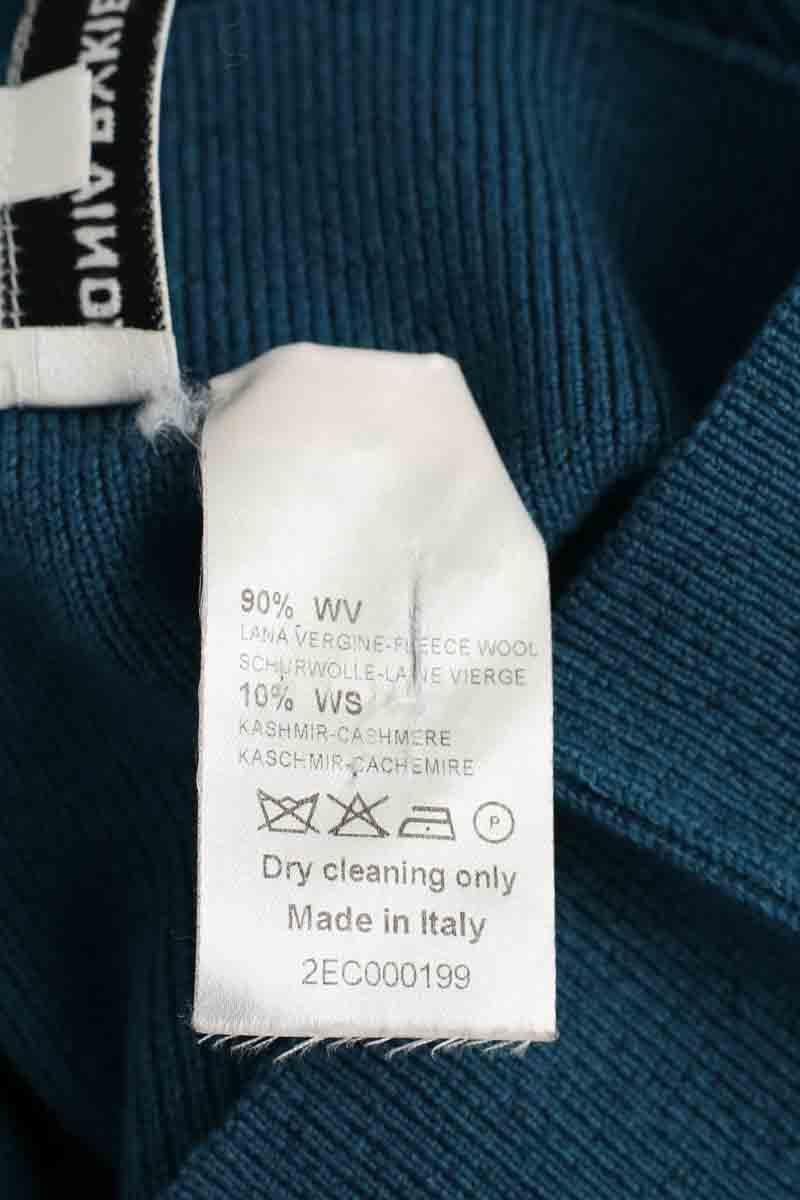 90% WV
LANA VERGINE-FLEECE WOOL
SCHURWOLLE-LAINE VIERGE
10% WS
KASHMIR-CASHMERE
KASCHMIR-CACHEMIRE
P
Dry cleaning only
Made in Italy
2EC000199